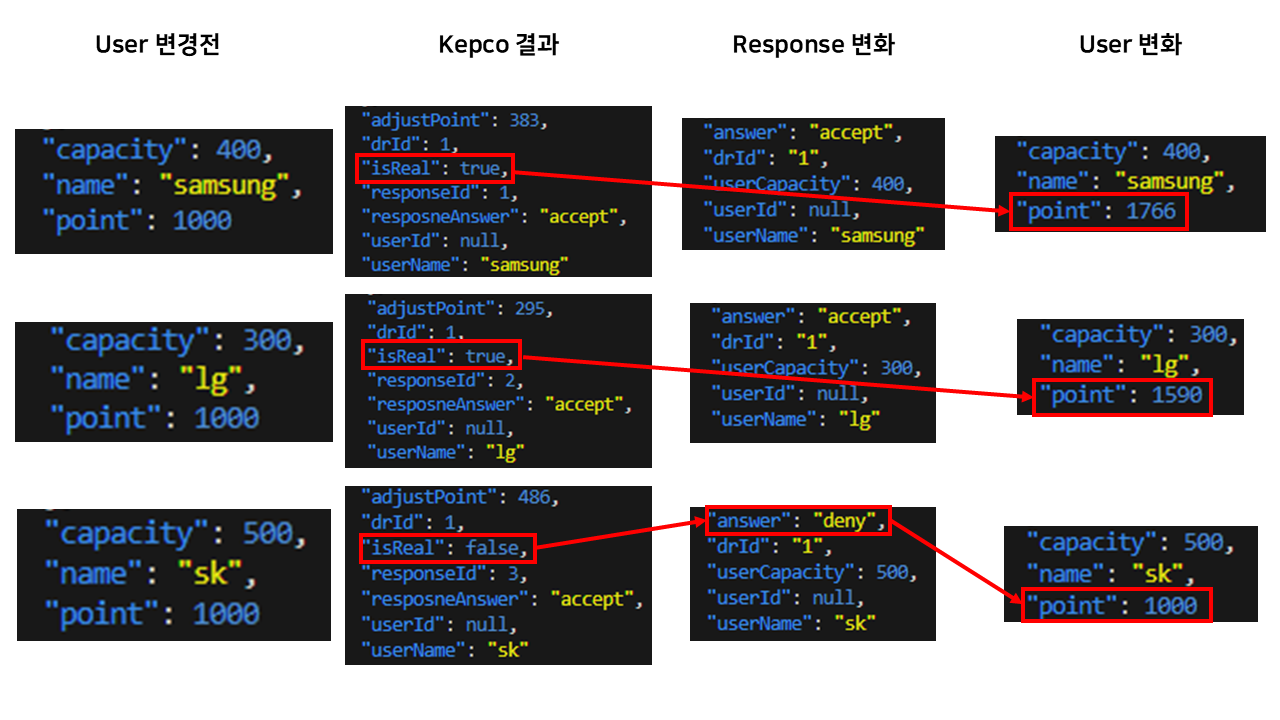 User 변경전
Kepco 결과
Response 변화
User 변화
"capacity": 400,
"name": "samsung",
"point": 1000
"adjustPoint": 383,
"drId": 1,
"isReal": true,
"responseId": 1,
"resposneAnswer": "accept",
"userId": null,
"userName": "samsung"
"answer": "accept",
"drId": "1",
"userCapacity": 400,
"userId": null,
"userName": "samsung"
"capacity": 400,
"name": "samsung",
"point": 1766
"capacity": 300,
"name": "lg",
"point": 1000
"adjustPoint": 295,
"drId": 1,
"isReal": true,
"responseId": 2,
"resposneAnswer": "accept",
"userId": null,
"userName": "lg"
"answer": "accept",
"drId": "1",
"userCapacity": 300,
"userId": null,
"userName": "lg"
"capacity": 300,
"name": "lg",
"point": 1590
"capacity": 500,
"name": "sk",
"point": 1000
"adjustPoint": 486,
"drId": 1,
"isReal": false,
"responseId": 3,
"resposneAnswer": "accept",
"userId": null,
"userName": "sk"
"answer": "deny",
"drId": "1",
"userCapacity": 500,
"userId": null,
"userName": "sk"
"capacity": 500,
"name": "sk",
"point": 1000